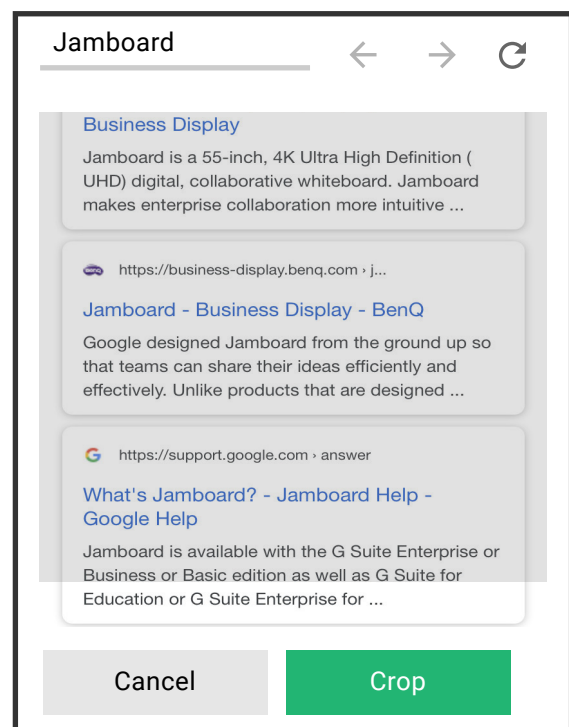 Jamboard
Business Display
Jamboard is a 55-inch, 4K Ultra High Definition (
UHD) digital, collaborative whiteboard. Jamboard
makes enterprise collaboration more intuitive ...
https://business-display.benq.com › j...
Jamboard - Business Display - BenQ
Google designed Jamboard from the ground up so
that teams can share their ideas efficiently and
effectively. Unlike products that are designed ...
https://support.google.com › answer
What's Jamboard? - Jamboard Help -
Google Help
Jamboard is available with the G Suite Enterprise or
Business or Basic edition as well as G Suite for
Education or G Suite Enterprise for ...
Cancel
Crop